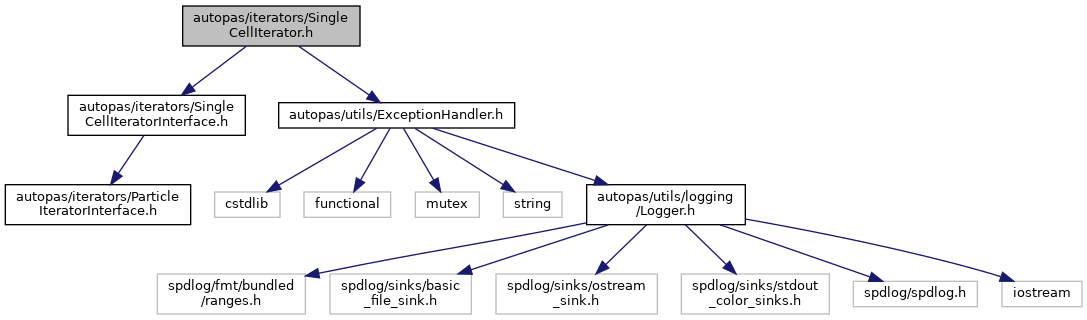 autopas/iterators/Single
CellIterator.h
autopas/iterators/Single
CellIteratorInterface.h
autopas/utils/ExceptionHandler.h
autopas/iterators/Particle
IteratorInterface.h
cstdlib
functional
mutex
string
autopas/utils/logging
/Logger.h
spdlog/fmt/bundled
/ranges.h
spdlog/sinks/basic
_file_sink.h
spdlog/sinks/ostream
_sink.h
spdlog/sinks/stdout
_color_sinks.h
spdlog/spdlog.h
iostream